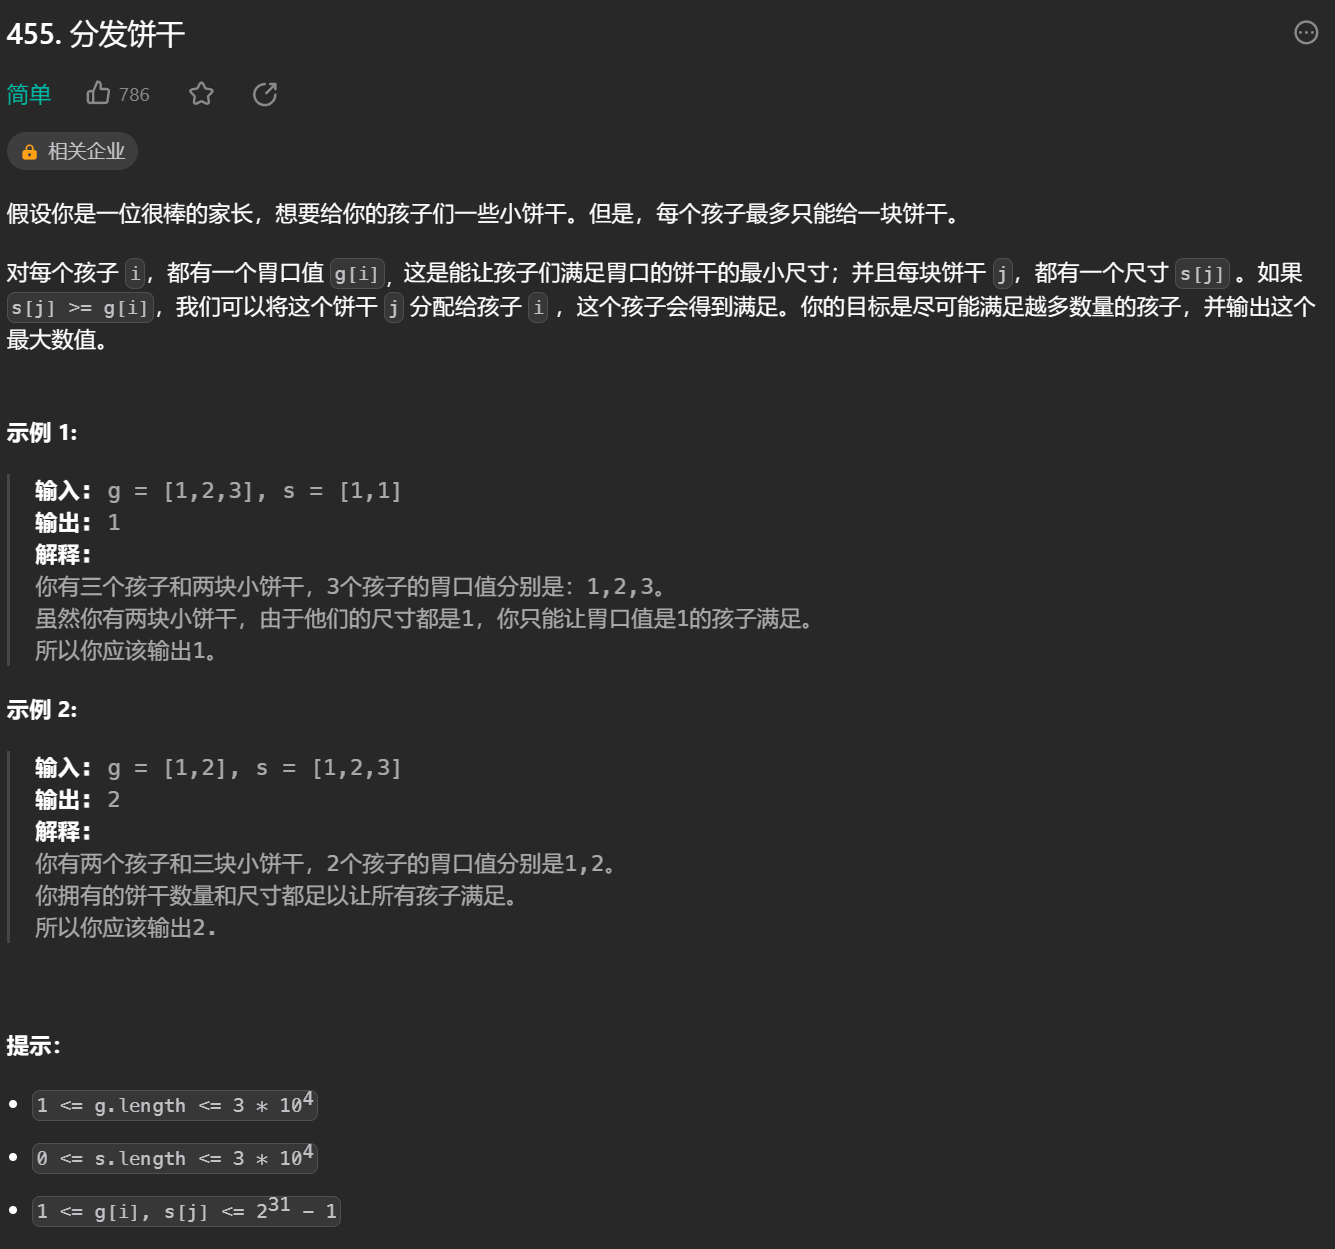 455. 分发饼干
简单 786
相关企业
假设你是一位很棒的家长，想要给你的孩子们一些小饼干。但是，每个孩子最多只能给一块饼干。
对每个孩子 i，都有一个胃口值 g[i]，这是能让孩子们满足胃口的饼干的最小尺寸；并且每块饼干 j，都有一个尺寸 s[j] 。如果
s[j] >= g[i]，我们可以将这个饼干 j 分配给孩子 i ，这个孩子会得到满足。你的目标是尽可能满足越多数量的孩子，并输出这个
最大数值。
示例 1:
输入: g = [1,2,3], s = [1,1]
输出: 1
解释:
你有三个孩子和两块小饼干，3个孩子的胃口值分别是：1,2,3。
虽然你有两块小饼干，由于他们的尺寸都是1，你只能让胃口值是1的孩子满足。
所以你应该输出1。
示例 2:
输入: g = [1,2], s = [1,2,3]
输出: 2
解释:
你有两个孩子和三块小饼干，2个孩子的胃口值分别是1,2。
你拥有的饼干数量和尺寸都足以让所有孩子满足。
所以你应该输出2.
提示：
1 <= g.length <= 3 * 10⁴
0 <= s.length <= 3 * 10⁴
1 <= g[i], s[j] <= 2³¹ - 1